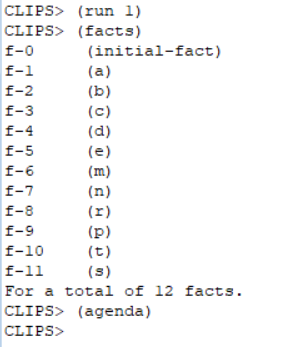 CLIPS> (run 1)
CLIPS> (facts)
f-0 (initial-fact)
f-1 (a)
f-2 (b)
f-3 (c)
f-4 (d)
f-5 (e)
f-6 (m)
f-7 (n)
f-8 (r)
f-9 (p)
f-10 (t)
f-11 (s)
For a total of 12 facts.
CLIPS> (agenda)
CLIPS>